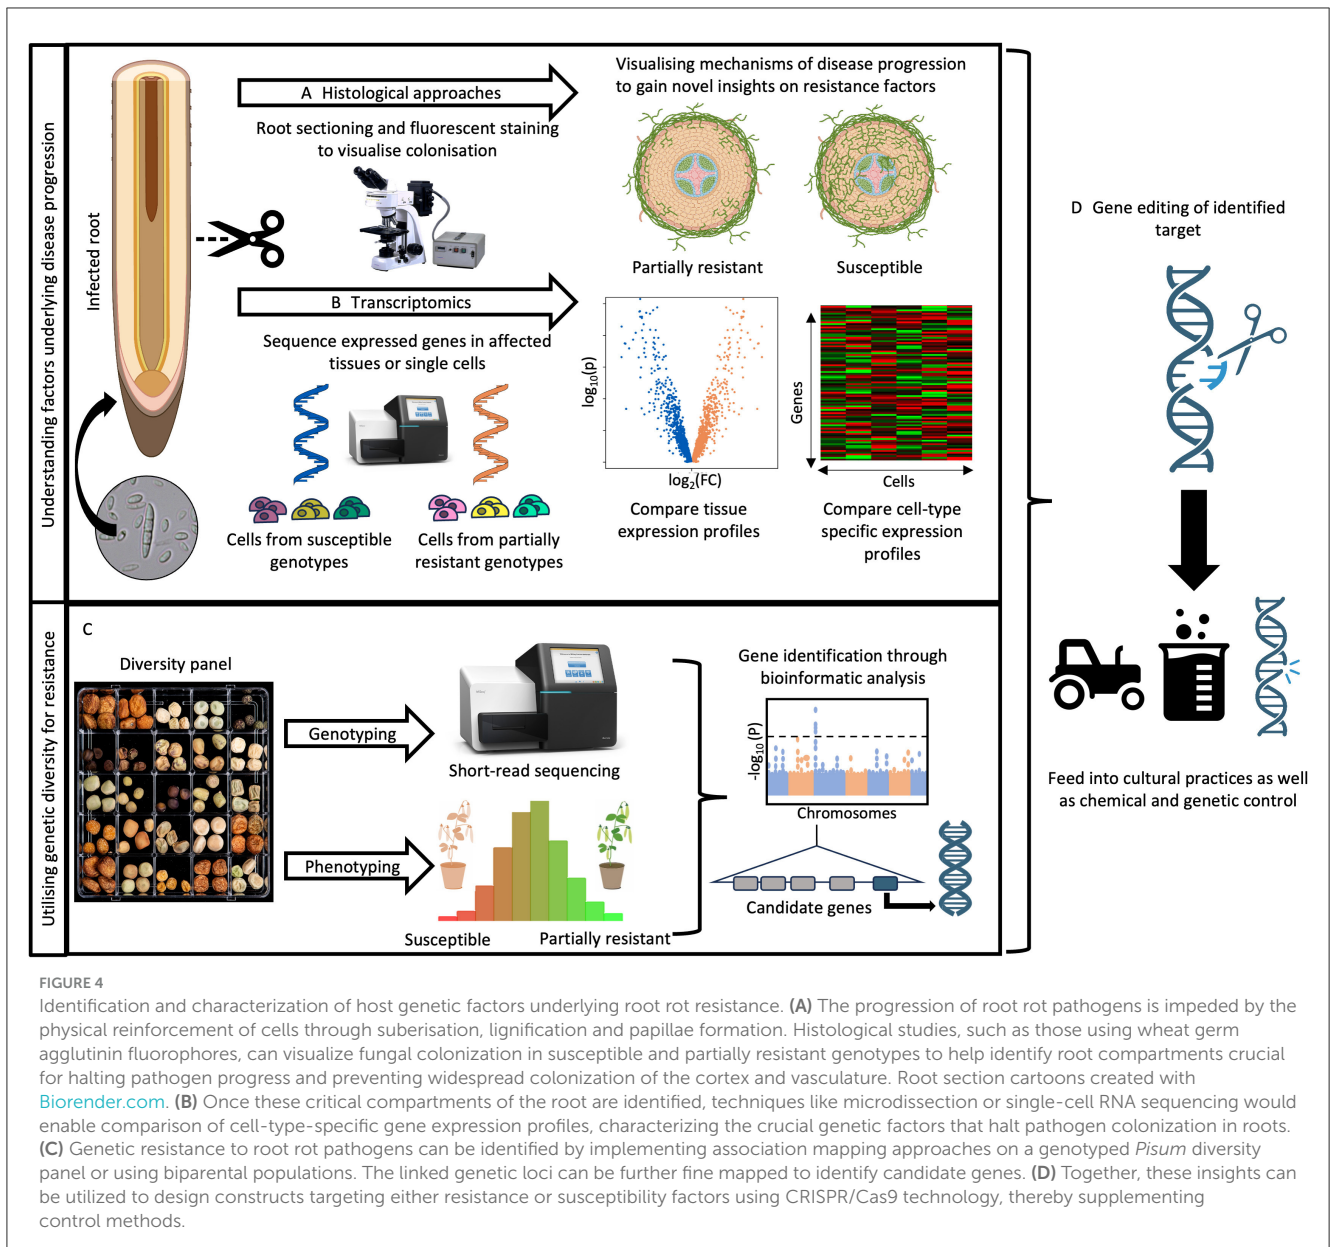 Understanding factors underlying disease progression
Infected root
A Histological approaches
Root sectioning and fluorescent staining
to visualise colonisation
Visualising mechanisms of disease progression
to gain novel insights on resistance factors
Partially resistant
Susceptible
B Transcriptomics
Sequence expressed genes in affected
tissues or single cells
Cells from susceptible
genotypes
Cells from partially
resistant genotypes
log10(p)
log2(FC)
Compare tissue
expression profiles
Genes
Cells
Compare cell-type
specific expression
profiles
Utilising genetic diversity for resistance
C
Diversity panel
Genotyping
Short-read sequencing
Phenotyping
Susceptible
Partially resistant
Gene identification through
bioinformatic analysis
-log10 (P)
Chromosomes
Candidate genes
D Gene editing of identified
target
Feed into cultural practices as well
as chemical and genetic control
FIGURE 4
Identification and characterization of host genetic factors underlying root rot resistance. (A) The progression of root rot pathogens is impeded by the
physical reinforcement of cells through suberisation, lignification and papillae formation. Histological studies, such as those using wheat germ
agglutinin fluorophores, can visualize fungal colonization in susceptible and partially resistant genotypes to help identify root compartments crucial
for halting pathogen progress and preventing widespread colonization of the cortex and vasculature. Root section cartoons created with
Biorender.com. (B) Once these critical compartments of the root are identified, techniques like microdissection or single-cell RNA sequencing would
enable comparison of cell-type-specific gene expression profiles, characterizing the crucial genetic factors that halt pathogen colonization in roots.
(C) Genetic resistance to root rot pathogens can be identified by implementing association mapping approaches on a genotyped Pisum diversity
panel or using biparental populations. The linked genetic loci can be further fine mapped to identify candidate genes. (D) Together, these insights can
be utilized to design constructs targeting either resistance or susceptibility factors using CRISPR/Cas9 technology, thereby supplementing
control methods.